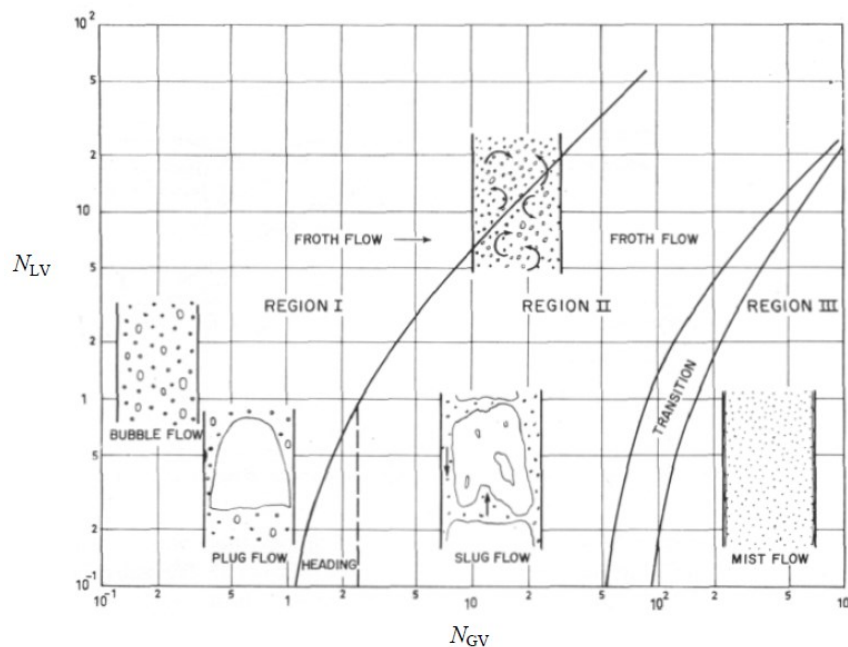 10²
5
2
FROTH FLOW
FROTH FLOW
10
N_LV
5
REGION I
REGION II
REGION III
2
1
TRANSITION
BUBBLE FLOW
5
2
PLUG FLOW
HEADING
SLUG FLOW
MIST FLOW
10⁻¹
10⁻¹
5
1
2
5
10
2
5
10²
2
5
10
N_GV